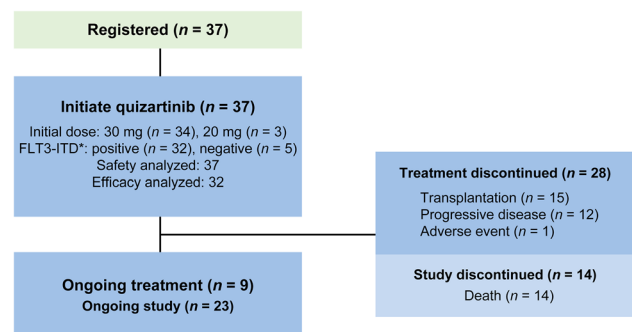 Registered (n = 37)
Initiate quizartinib (n = 37)
Initial dose: 30 mg (n = 34), 20 mg (n = 3)
FLT3-ITD*: positive (n = 32), negative (n = 5)
Safety analyzed: 37
Efficacy analyzed: 32
Treatment discontinued (n = 28)
Transplantation (n = 15)
Progressive disease (n = 12)
Adverse event (n = 1)
Study discontinued (n = 14)
Death (n = 14)
Ongoing treatment (n = 9)
Ongoing study (n = 23)